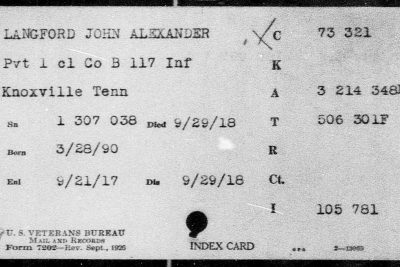 LANGFORD JOHN ALEXANDER C 73 321
Pvt 1 cl Co B 117 Inf K
Knoxville Tenn A 3 214 348
Sn 1 307 038 Died 9/29/18 T 506 301F
Born 3/28/90 R
Enl 9/21/17 Dis 9/29/18 Ct.
I 105 781
U. S. VETERANS BUREAU
MAIL AND RECORDS
Form 7202—Rev. Sept., 1926 INDEX CARD